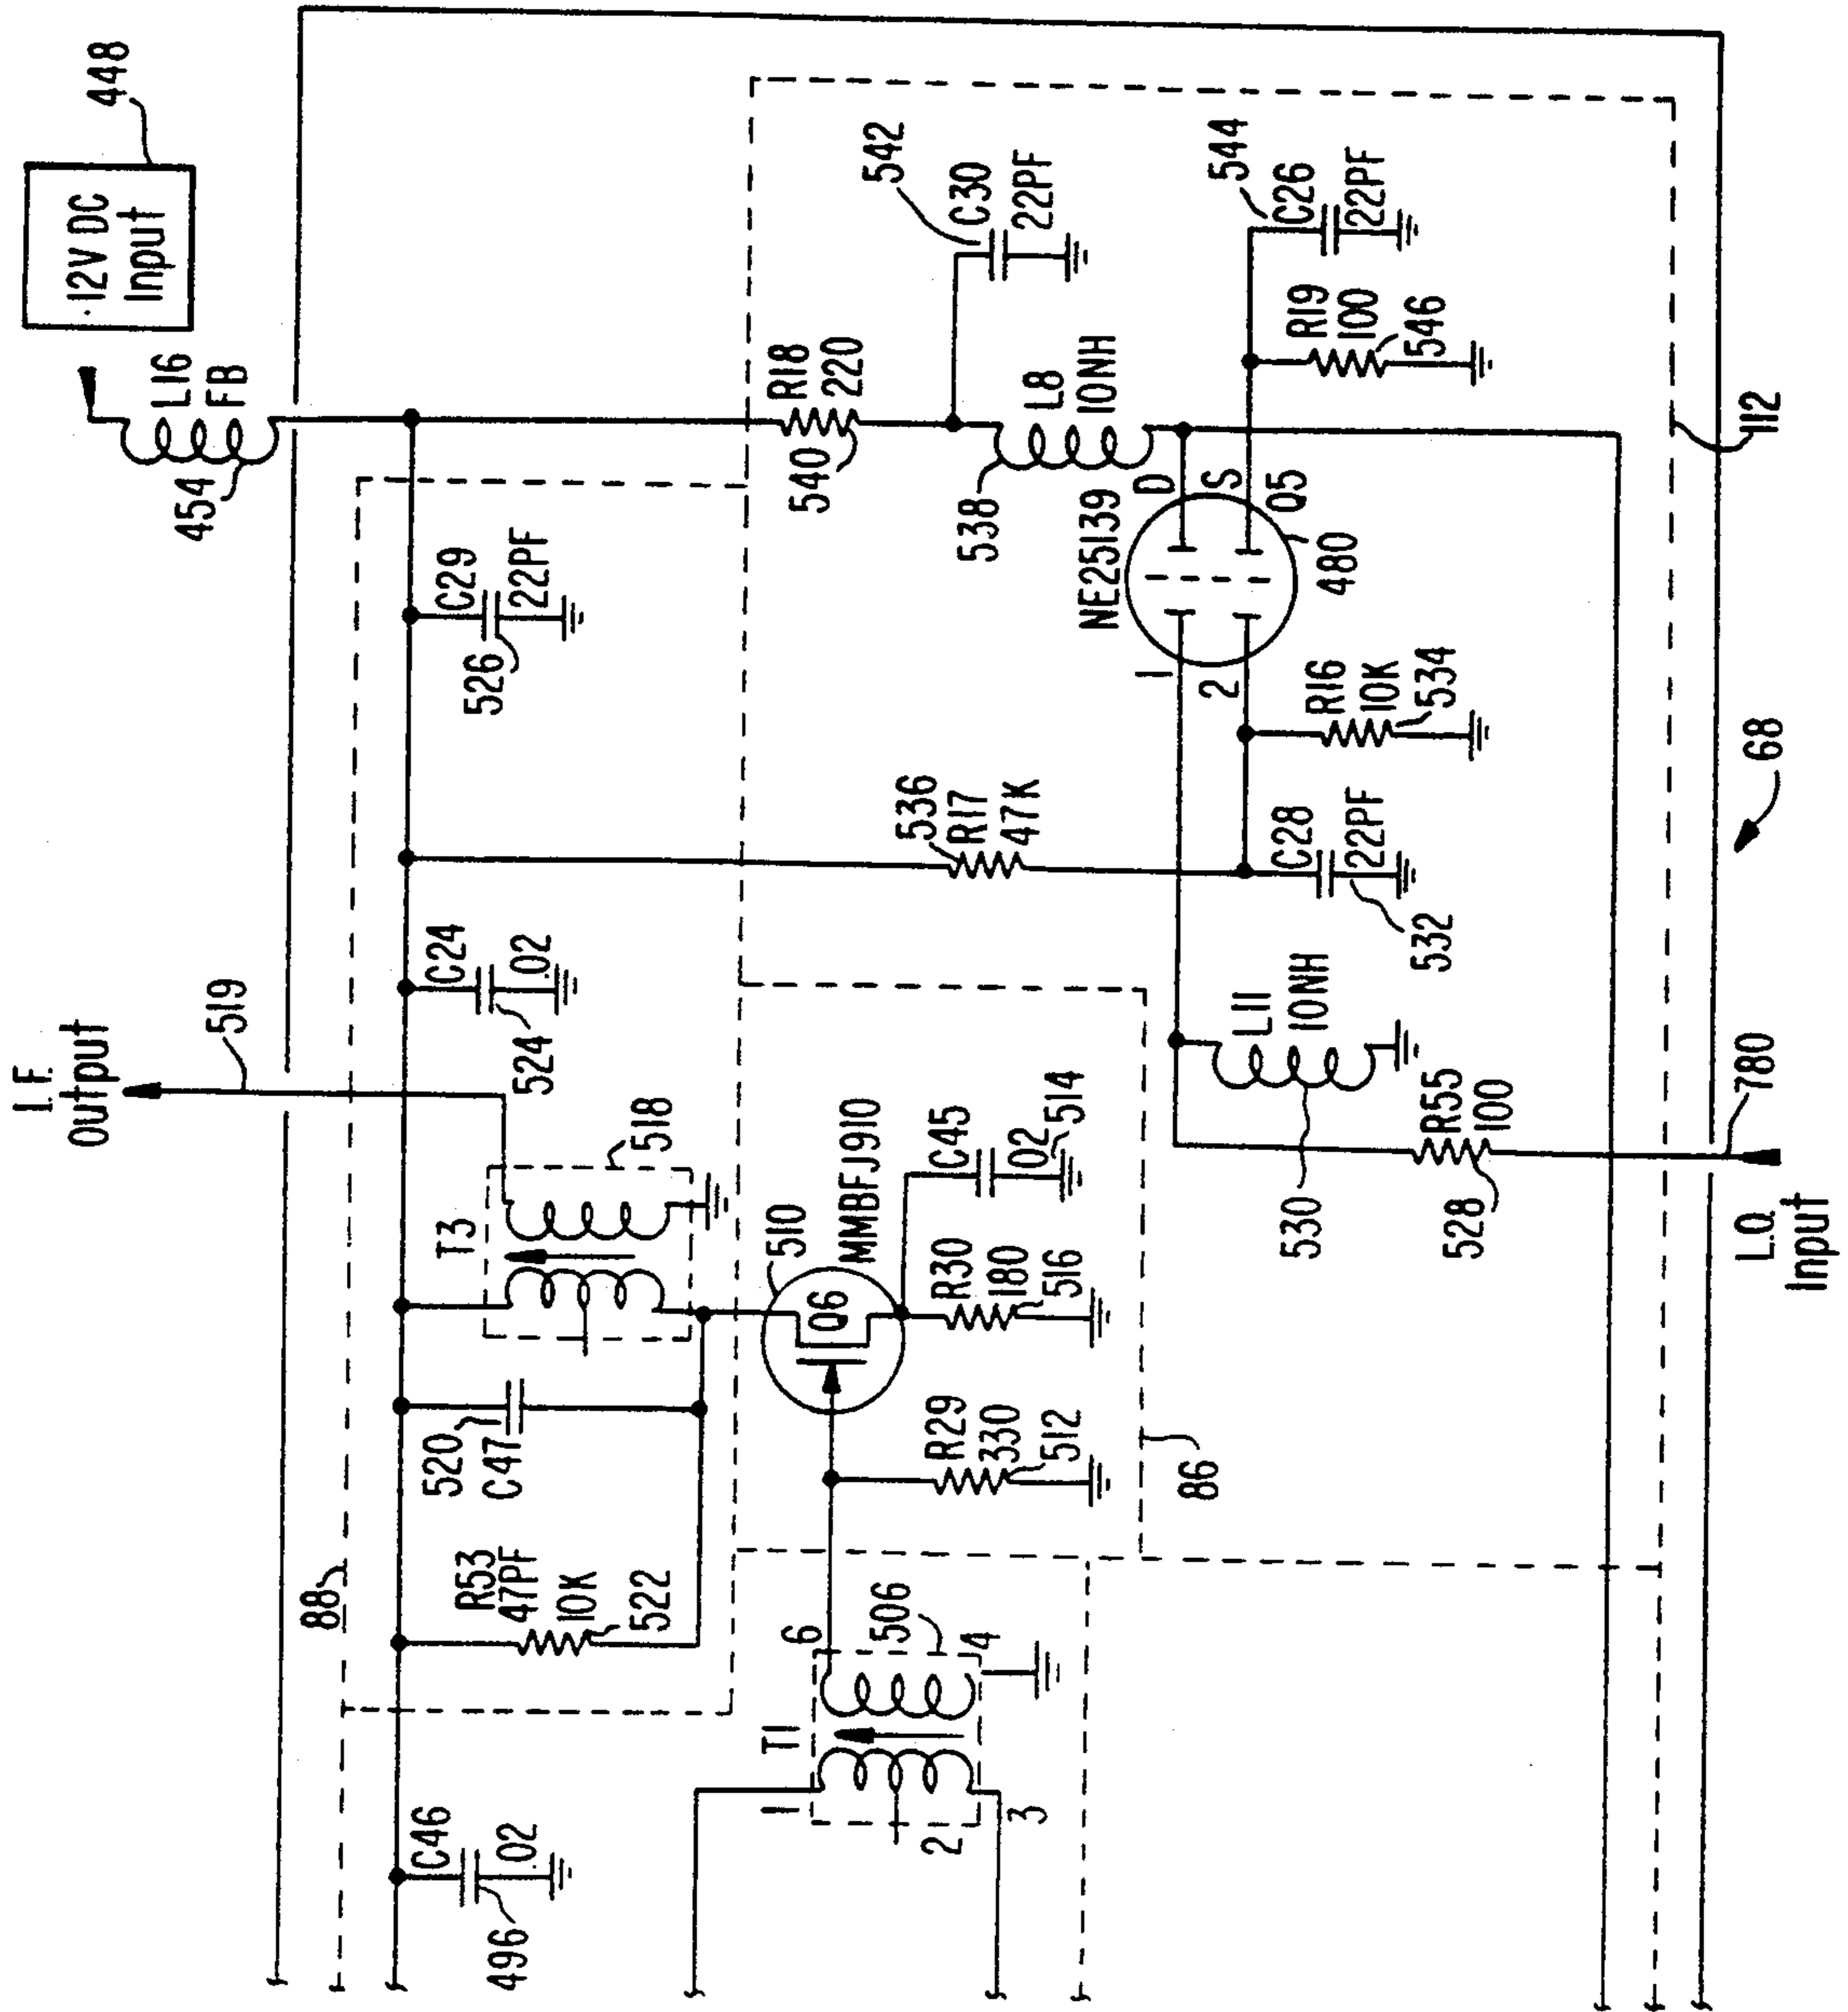 I.F.
Output
519
12V DC
Input
448
L16
FB
454
88
C46
.02
496
R53
47PF
10K
522
520
C47
T3
518
C24
.02
524
C29
22PF
526
R18
220
540
C30
22PF
542
L8
10NH
538
536
R17
47K
T1
1
2
3
6
4
506
510
Q6
MMBFJ910
R29
330
512
R30
180
516
C45
02
514
86
NE25139
D
S
1
2
Q5
480
R16
10K
534
C28
22PF
532
R19
100
546
544
C26
22PF
L11
10NH
530
R55
100
528
112
L.O.
Input
780
68